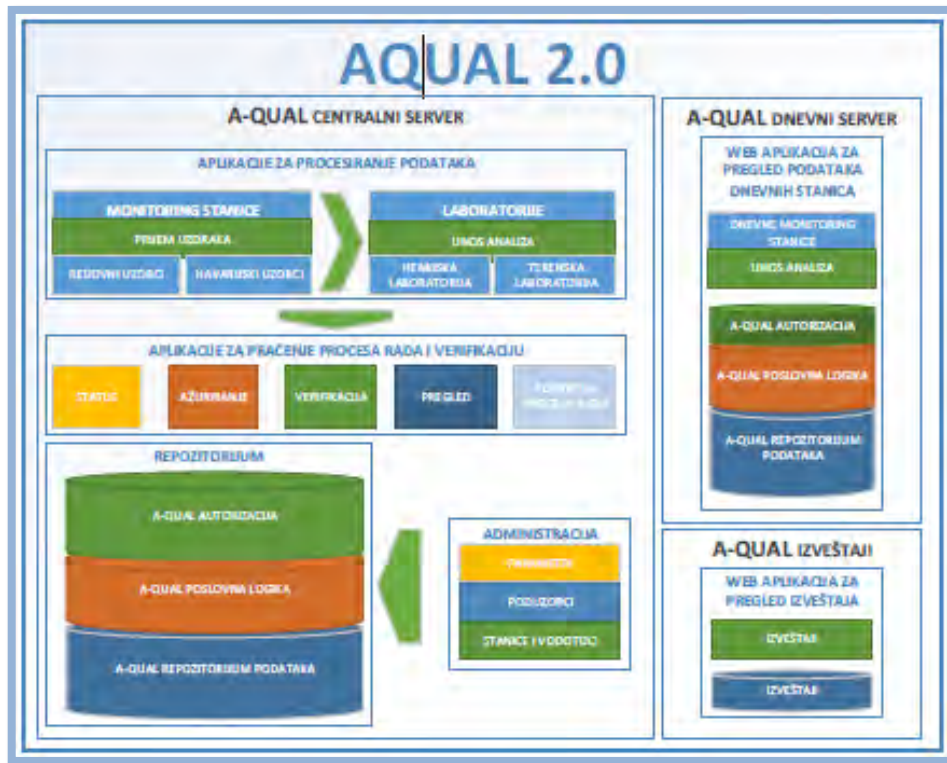 AQUAL 2.0
A-QUAL CENTRALNI SERVER
APLIKACIJE ZA PROCESIRANJE PODATAKA
MONITORING STANICE
PRIJEM UZORAKA
REDOVNI UZORCI
HAVARIJSKI UZORCI
LABORATORIJE
UNOS ANALIZA
HEMIJSKA
LABORATORIJA
TERENSKA
LABORATORIJA
APLIKACIJE ZA PRAĆENJE PROCESA RADA I VERIFIKACIJU
STATUS
AŽURIRANJE
VERIFIKACIJA
PREGLEDI
REPOZITORIJUM
A-QUAL AUTORIZACIJA
A-QUAL POSLOVNA LOGIKA
A-QUAL REPOZITORIJUM PODATAKA
ADMINISTRACIJA
PODUZORCI
STANICE I VODOTOCI
A-QUAL DNEVNI SERVER
WEB APLIKACIJA ZA
PREGLED PODATAKA
DNEVNIH STANICA
DNEVNE MONITORING
STANICE
UNOS ANALIZA
A-QUAL AUTORIZACIJA
A-QUAL POSLOVNA LOGIKA
A-QUAL REPOZITORIJUM
PODATAKA
A-QUAL IZVEŠTAJI
WEB APLIKACIJA ZA
PREGLED IZVEŠTAJA
IZVEŠTAJI
IZVEŠTAJI